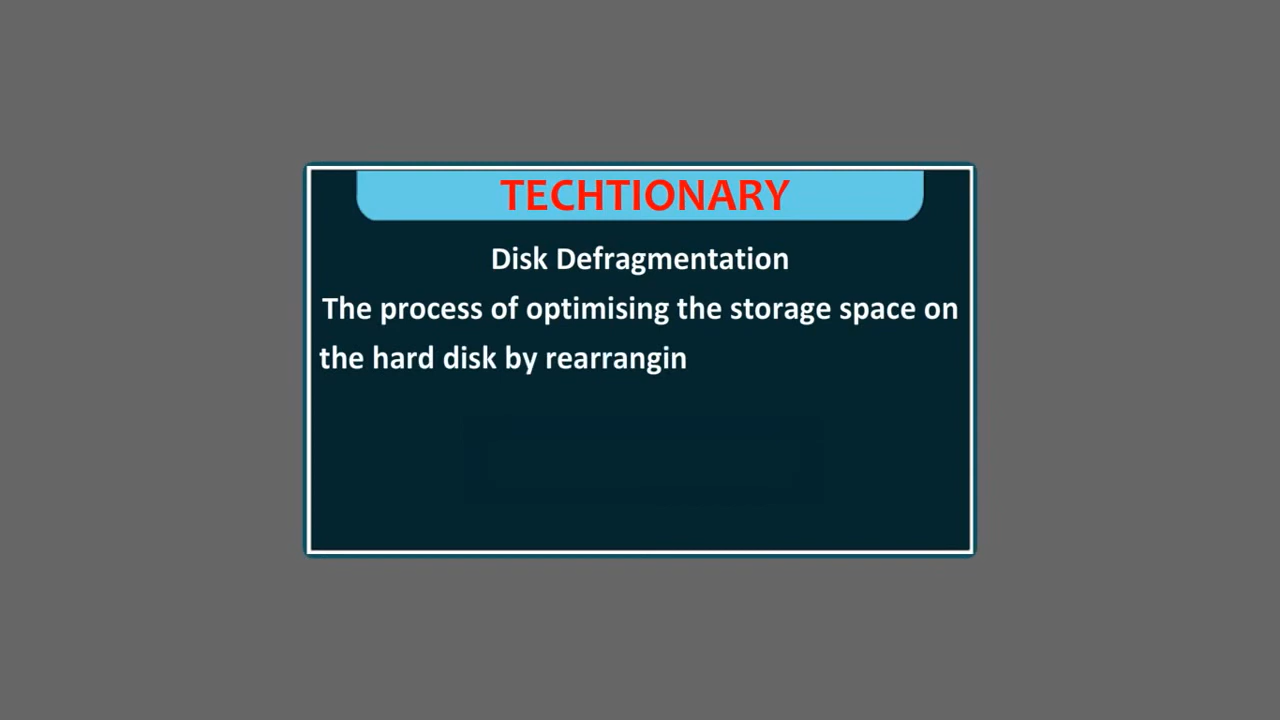 TECHTIONARY
Disk Defragmentation
The process of optimising the storage space on
the hard disk by rearrangin